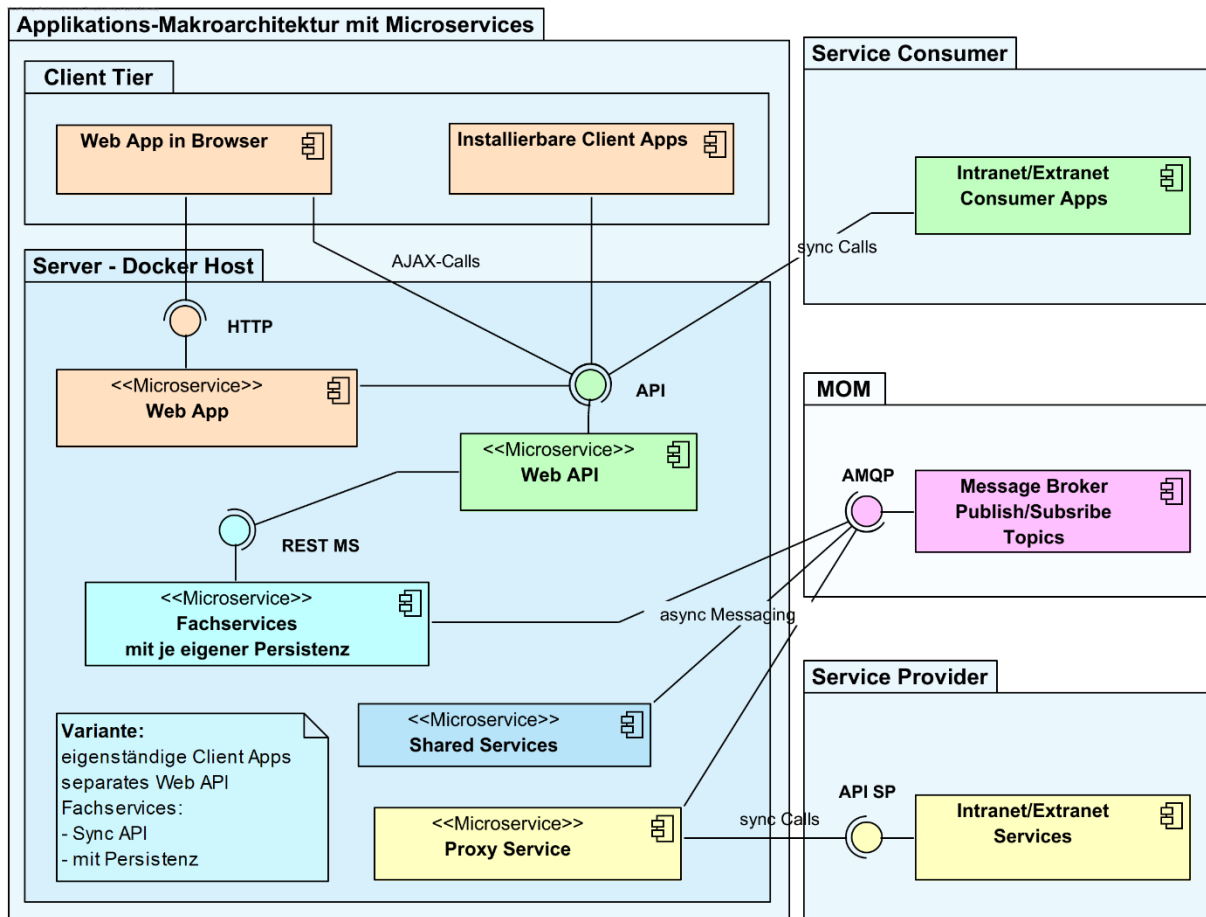 Applikations-Makroarchitektur mit Microservices
Client Tier
Web App in Browser
Installierbare Client Apps
Service Consumer
Intranet/Extranet
Consumer Apps
sync Calls
AJAX-Calls
Server - Docker Host
HTTP
<<Microservice>>
Web App
API
<<Microservice>>
Web API
MOM
AMQP
Message Broker
Publish/Subsribe
Topics
REST MS
<<Microservice>>
Fachservices
mit je eigener Persistenz
async Messaging
Service Provider
<<Microservice>>
Shared Services
Variante:
eigenständige Client Apps
separates Web API
Fachservices:
- Sync API
- mit Persistenz
<<Microservice>>
Proxy Service
sync Calls
API SP
Intranet/Extranet
Services